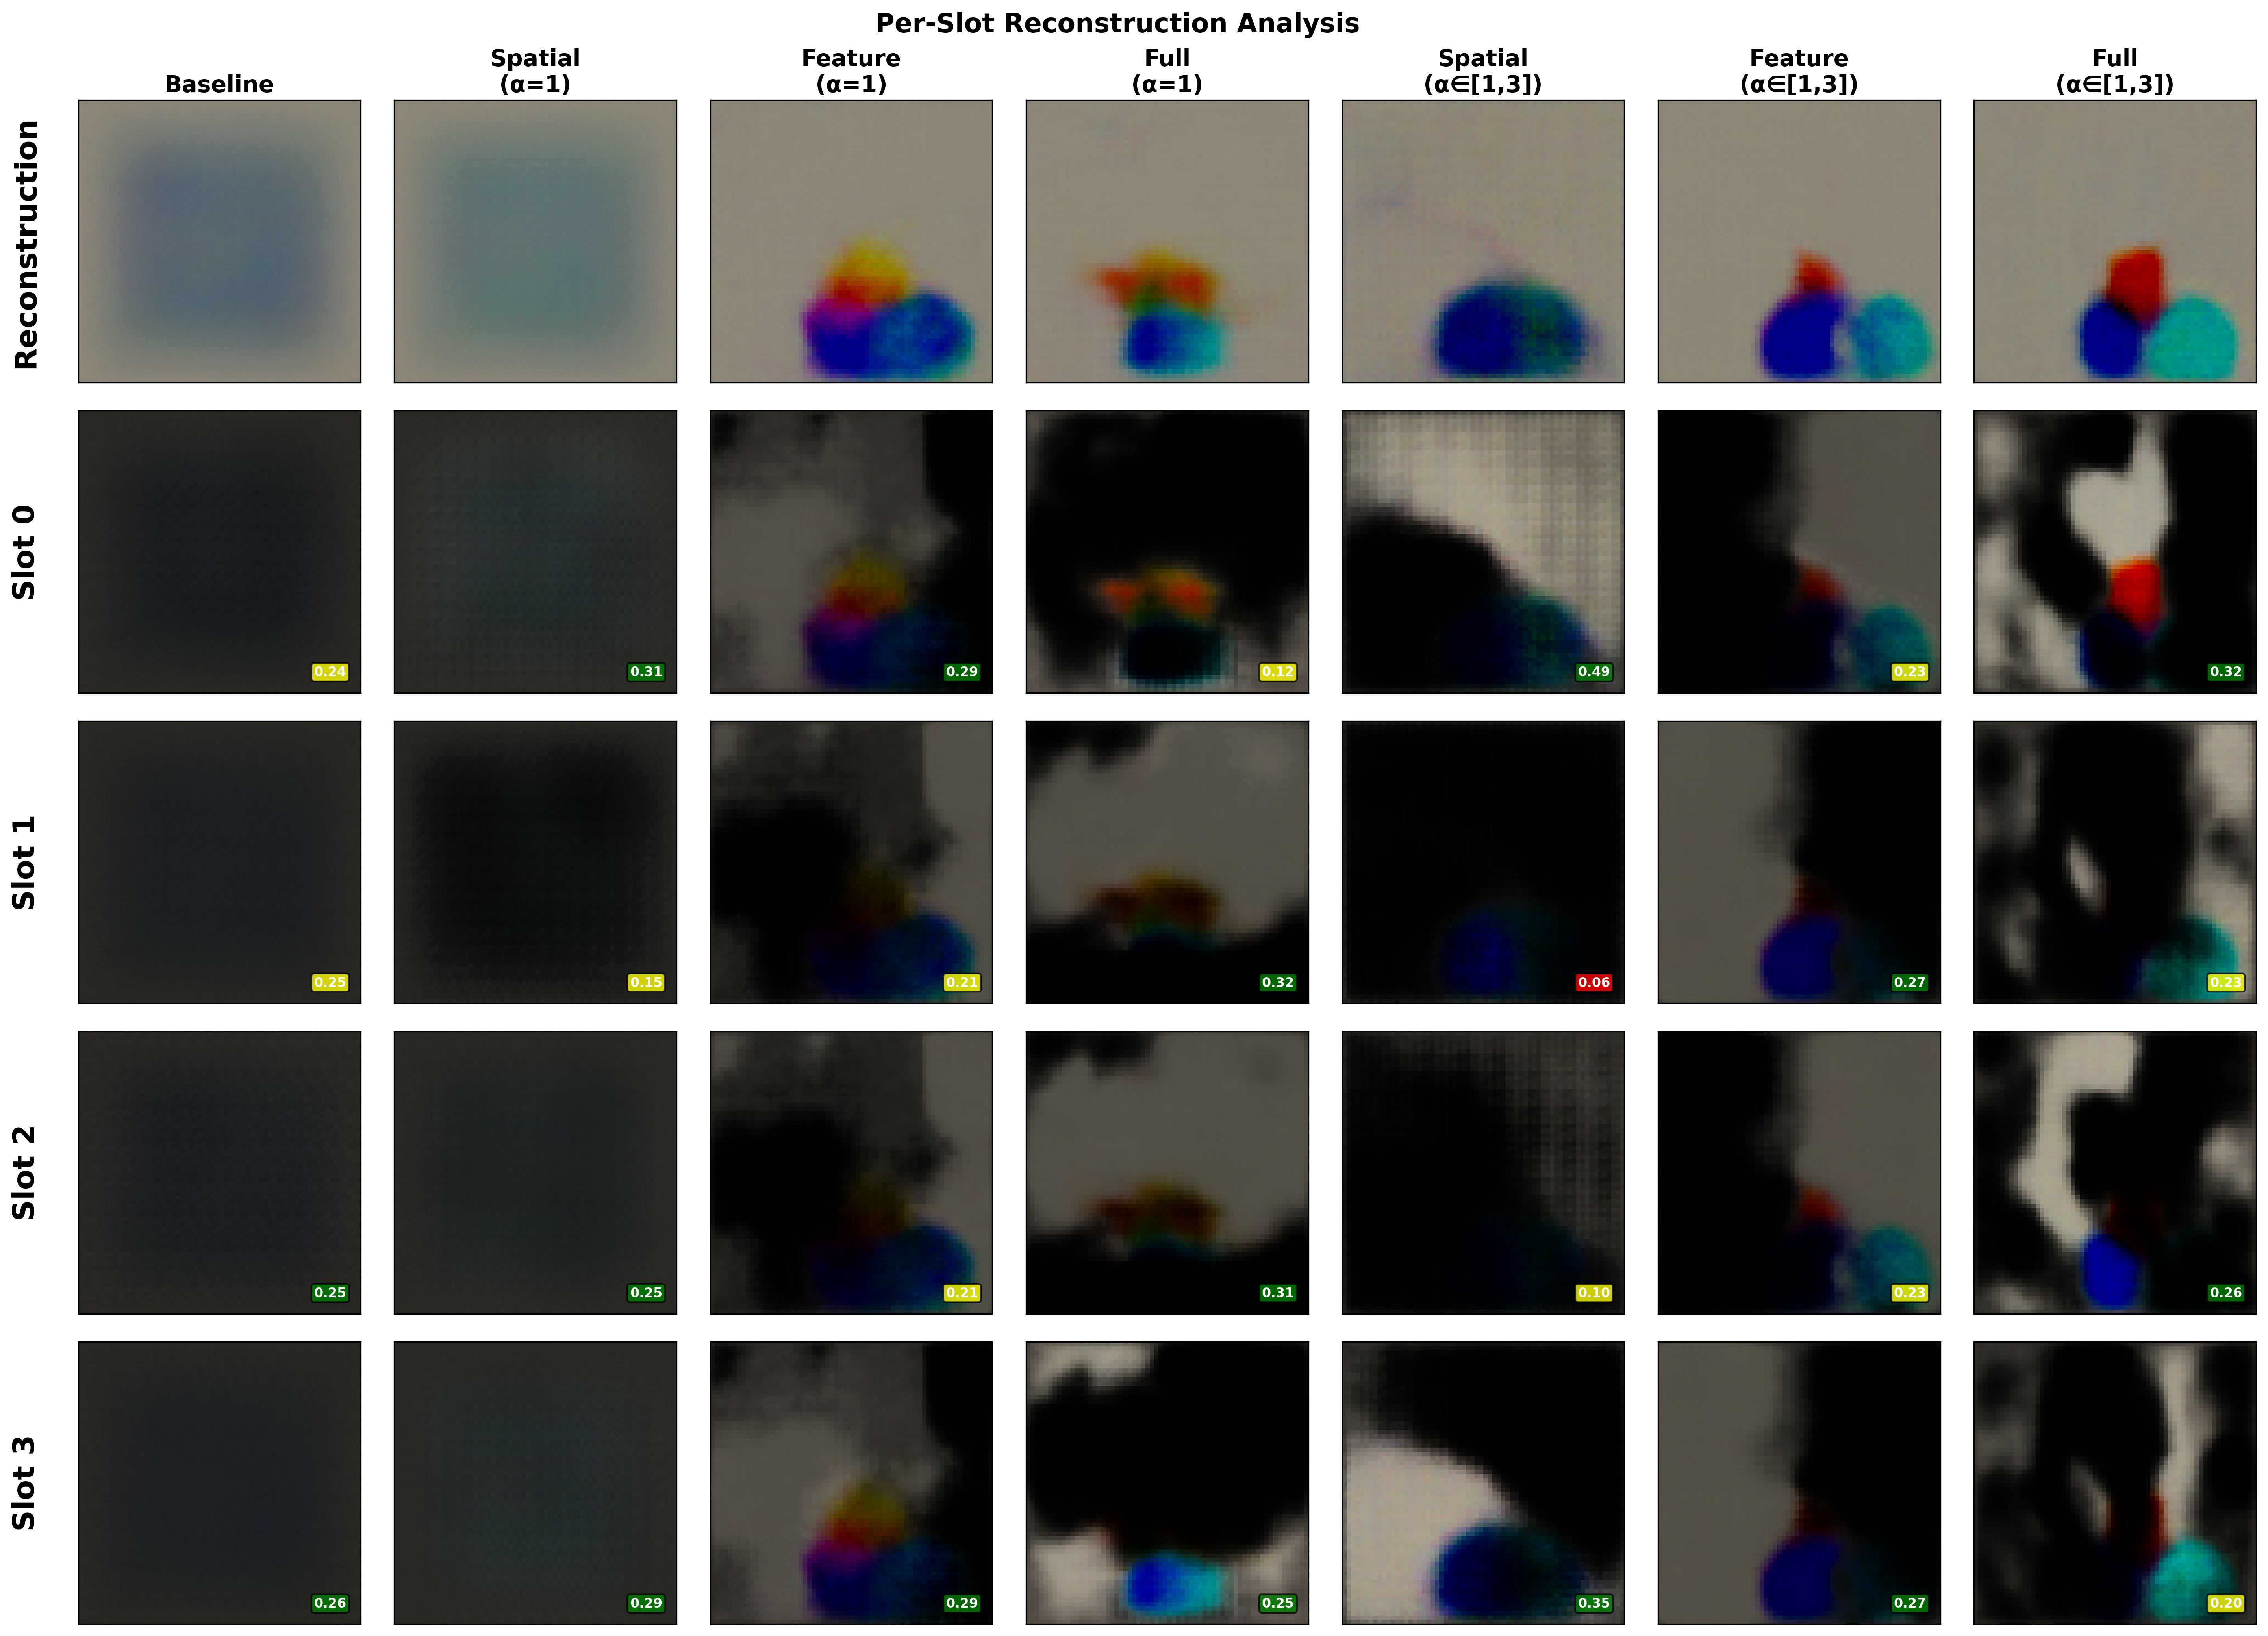 Per-Slot Reconstruction Analysis
Baseline
Spatial
(α=1)
Feature
(α=1)
Full
(α=1)
Spatial
(α∈[1,3])
Feature
(α∈[1,3])
Full
(α∈[1,3])
Reconstruction
Slot 0
0.24
0.31
0.29
0.12
0.49
0.23
0.32
Slot 1
0.25
0.15
0.21
0.32
0.06
0.27
0.23
Slot 2
0.25
0.25
0.21
0.31
0.10
0.23
0.26
Slot 3
0.26
0.29
0.29
0.25
0.35
0.27
0.20